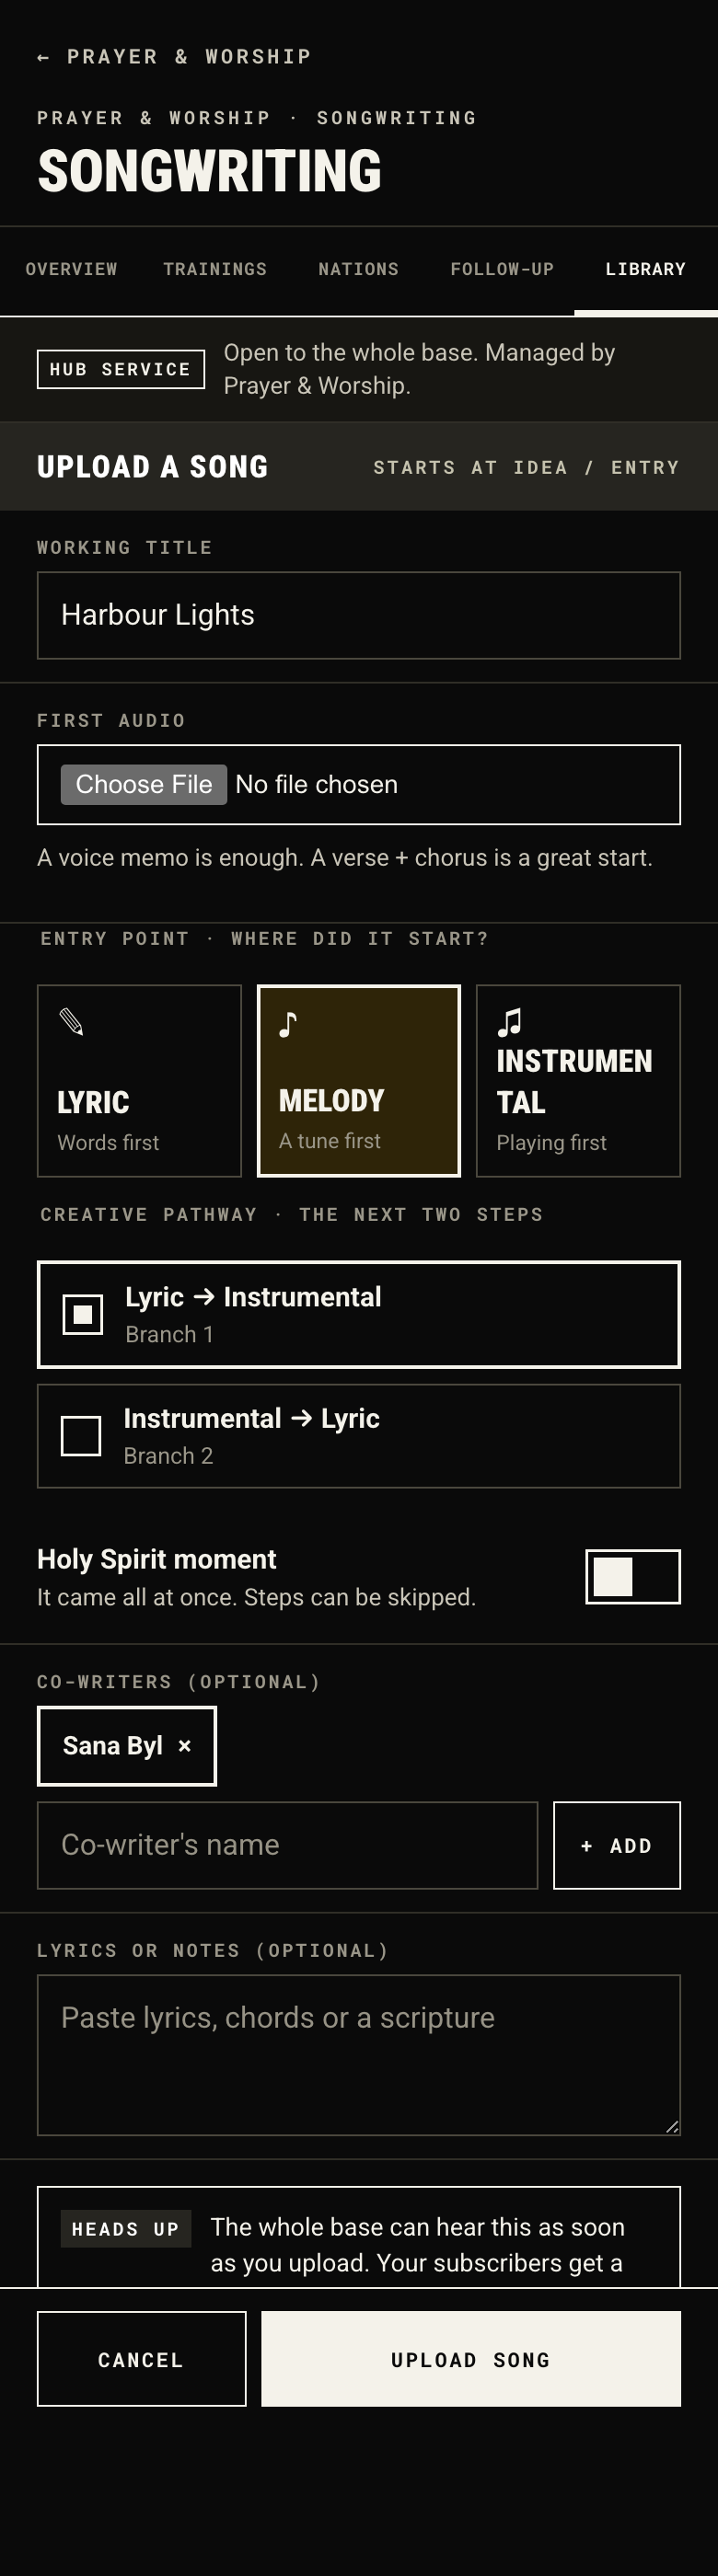 ← PRAYER & WORSHIP
PRAYER & WORSHIP · SONGWRITING
SONGWRITING
OVERVIEW TRAININGS NATIONS FOLLOW-UP LIBRARY
HUB SERVICE
Open to the whole base. Managed by
Prayer & Worship.
UPLOAD A SONG STARTS AT IDEA / ENTRY
WORKING TITLE
Harbour Lights
FIRST AUDIO
Choose File No file chosen
A voice memo is enough. A verse + chorus is a great start.
ENTRY POINT · WHERE DID IT START?
LYRIC
Words first
MELODY
A tune first
INSTRUMEN
TAL
Playing first
CREATIVE PATHWAY · THE NEXT TWO STEPS
Lyric → Instrumental
Branch 1
Instrumental → Lyric
Branch 2
Holy Spirit moment
It came all at once. Steps can be skipped.
CO-WRITERS (OPTIONAL)
Sana Byl ×
Co-writer's name
+ ADD
LYRICS OR NOTES (OPTIONAL)
Paste lyrics, chords or a scripture
HEADS UP
The whole base can hear this as soon
as you upload. Your subscribers get a
CANCEL
UPLOAD SONG